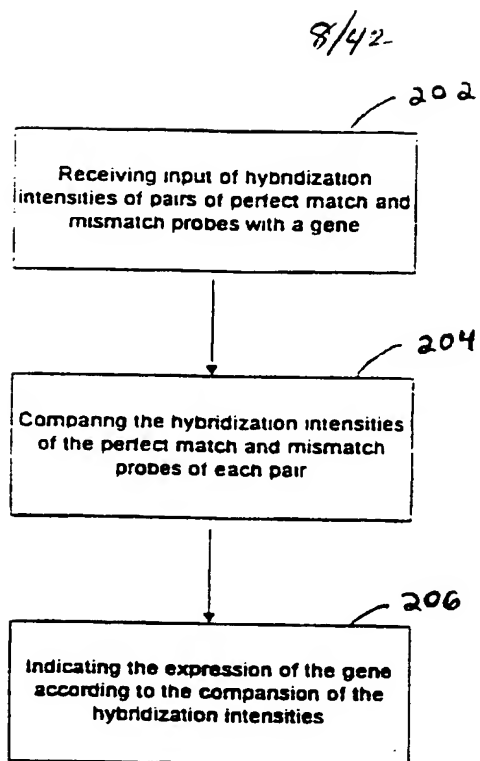 8/42
202
Receiving input of hybridization
intensities of pairs of perfect match and
mismatch probes with a gene
204
Comparing the hybridization intensities
of the perfect match and mismatch
probes of each pair
206
Indicating the expression of the gene
according to the comparison of the
hybridization intensities